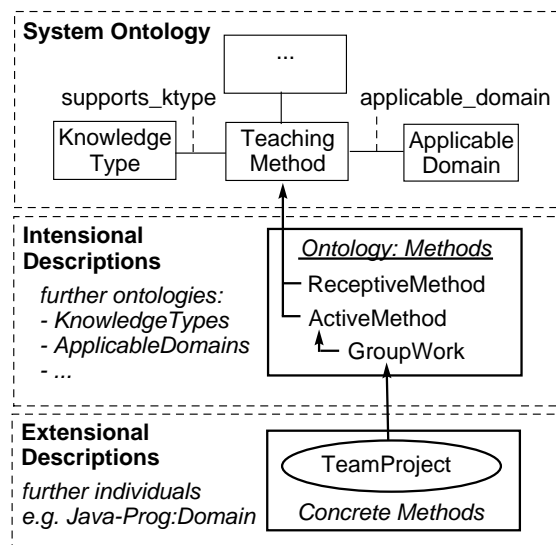 System Ontology
...
supports_ktype
applicable_domain
Knowledge
Type
Teaching
Method
Applicable
Domain
Intensional
Descriptions
further ontologies:
- KnowledgeTypes
- ApplicableDomains
- ...
Ontology: Methods
ReceptiveMethod
ActiveMethod
GroupWork
Extensional
Descriptions
further individuals
e.g. Java-Prog:Domain
TeamProject
Concrete Methods